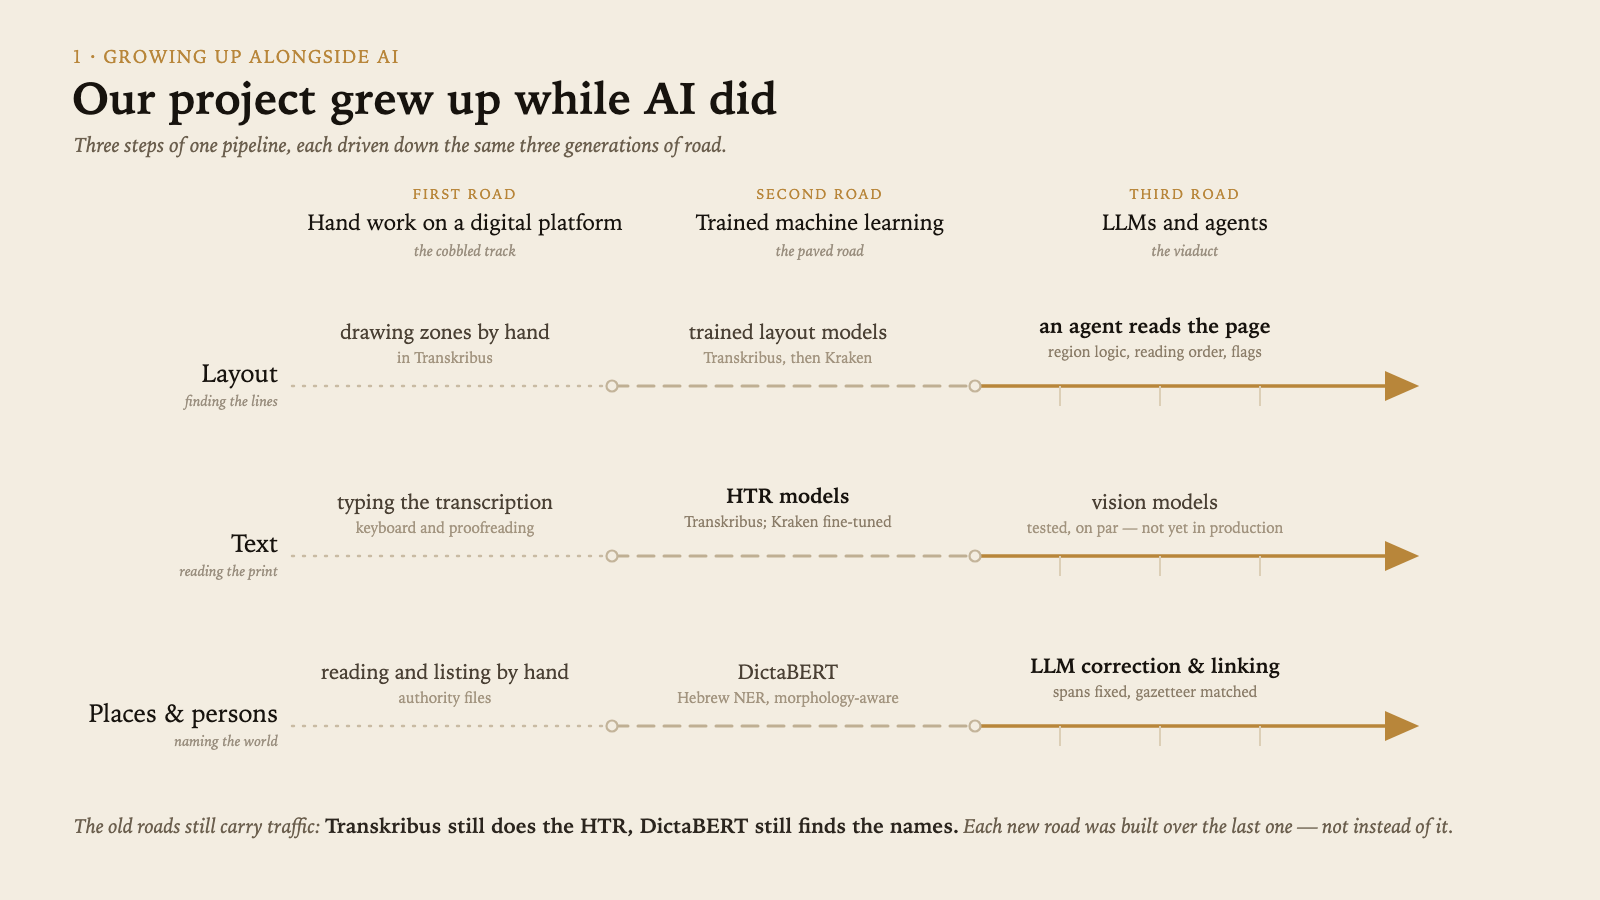 1 · GROWING UP ALONGSIDE AI
Our project grew up while AI did
Three steps of one pipeline, each driven down the same three generations of road.
FIRST ROAD
Hand work on a digital platform
the cobbled track
SECOND ROAD
Trained machine learning
the paved road
THIRD ROAD
LLMs and agents
the viaduct
Layout
finding the lines
drawing zones by hand
in Transkribus
trained layout models
Transkribus, then Kraken
an agent reads the page
region logic, reading order, flags
Text
reading the print
typing the transcription
keyboard and proofreading
HTR models
Transkribus; Kraken fine-tuned
vision models
tested, on par — not yet in production
Places & persons
naming the world
reading and listing by hand
authority files
DictaBERT
Hebrew NER, morphology-aware
LLM correction & linking
spans fixed, gazetteer matched
The old roads still carry traffic: Transkribus still does the HTR, DictaBERT still finds the names. Each new road was built over the last one — not instead of it.